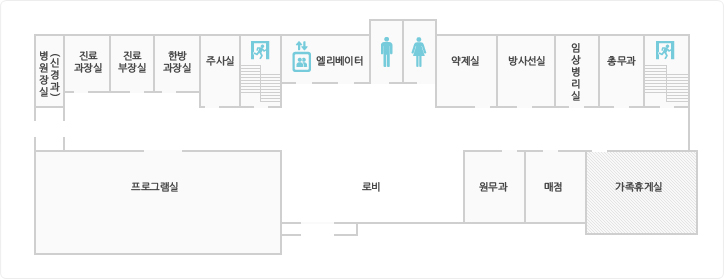 병원장실
(신경과)
진료
과장실
진료
부장실
한방
과장실
주사실
엘리베이터
약제실
방사선실
임상병리실
총무과
프로그램실
로비
원무과
매점
가족휴게실